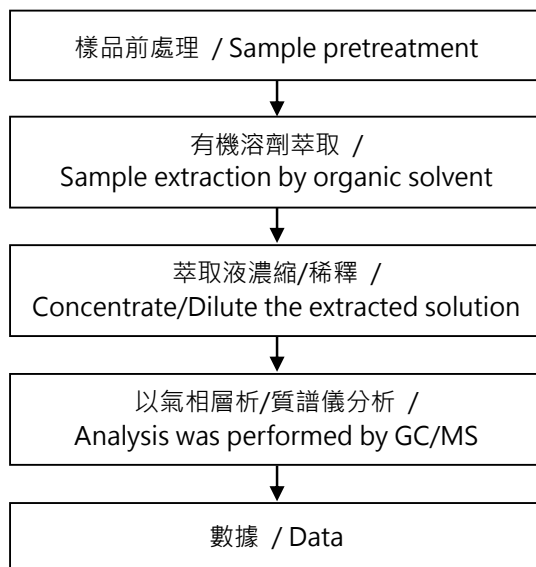 樣品前處理 / Sample pretreatment
有機溶劑萃取 /
Sample extraction by organic solvent
萃取液濃縮/稀釋 /
Concentrate/Dilute the extracted solution
以氣相層析/質譜儀分析 /
Analysis was performed by GC/MS
數據 / Data